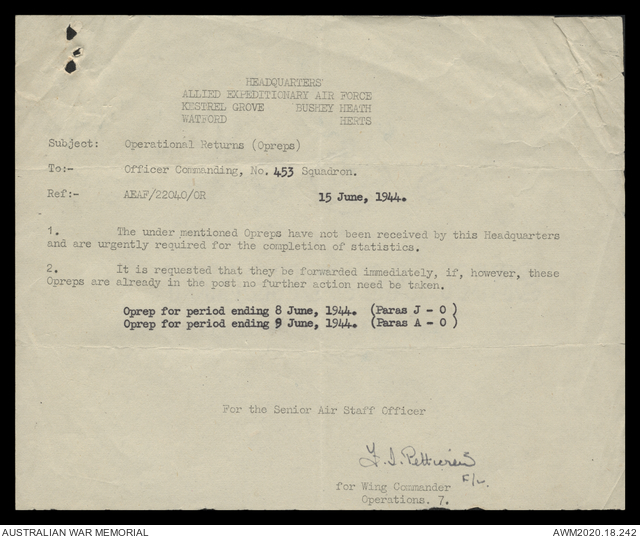 HEADQUARTERS
ALLIED EXPEDITIONARY AIR FORCE
KESTREL GROVE BUSHEY HEATH
WATFORD HERTS
Subject: Operational Returns (Opreps)
To:- Officer Commanding, No. 453 Squadron.
Ref:- AEAF/22040/OR 15 June, 1944.
1. The under mentioned Opreps have not been received by this Headquarters
and are urgently required for the completion of statistics.
2. It is requested that they be forwarded immediately, if, however, these
Opreps are already in the post no further action need be taken.
Oprep for period ending 8 June, 1944. (Paras J - O )
Oprep for period ending 9 June, 1944. (Paras A - O )
For the Senior Air Staff Officer
F/L.
for Wing Commander
Operations. 7.
AUSTRALIAN WAR MEMORIAL AWM2020.18.242